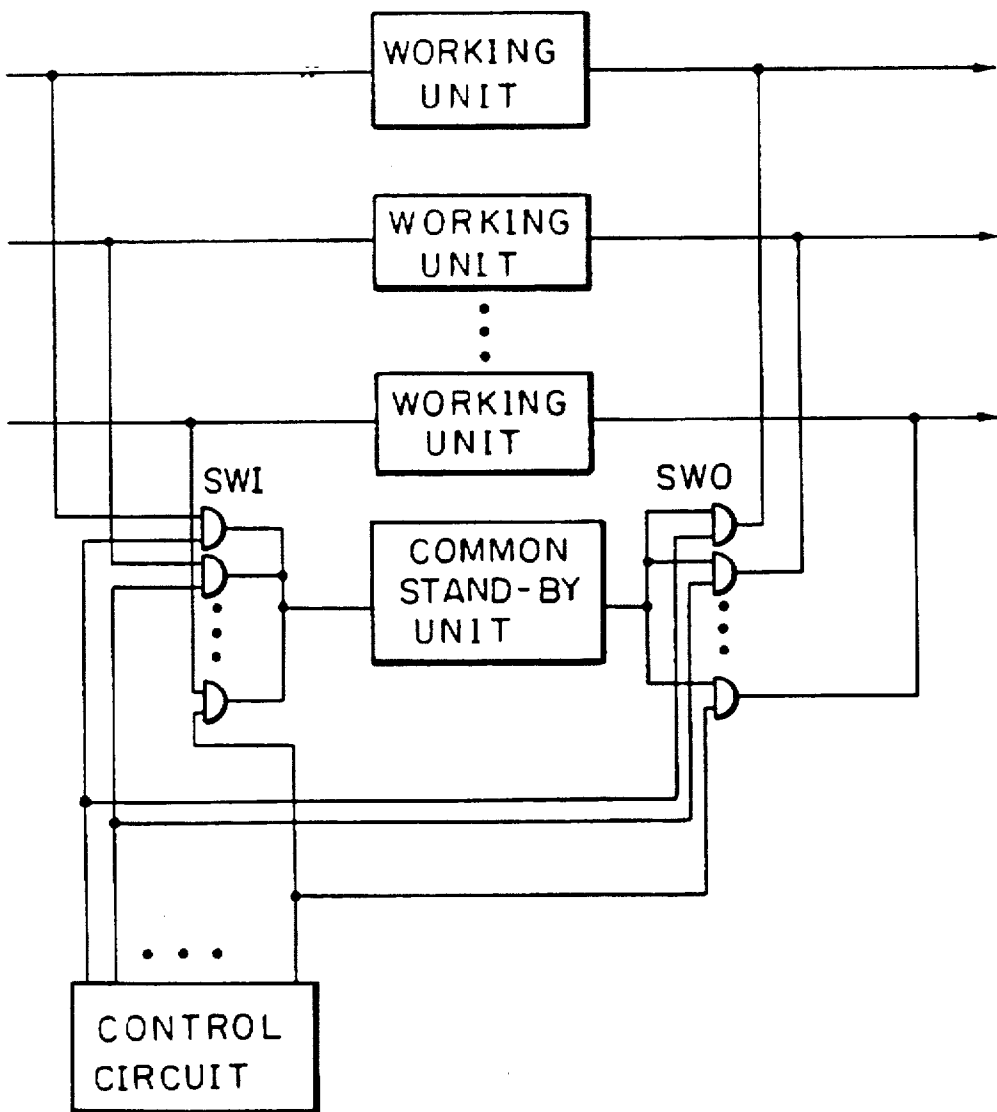 WORKING
UNIT
WORKING
UNIT
WORKING
UNIT
SWI
SWO
COMMON
STAND-BY
UNIT
CONTROL
CIRCUIT